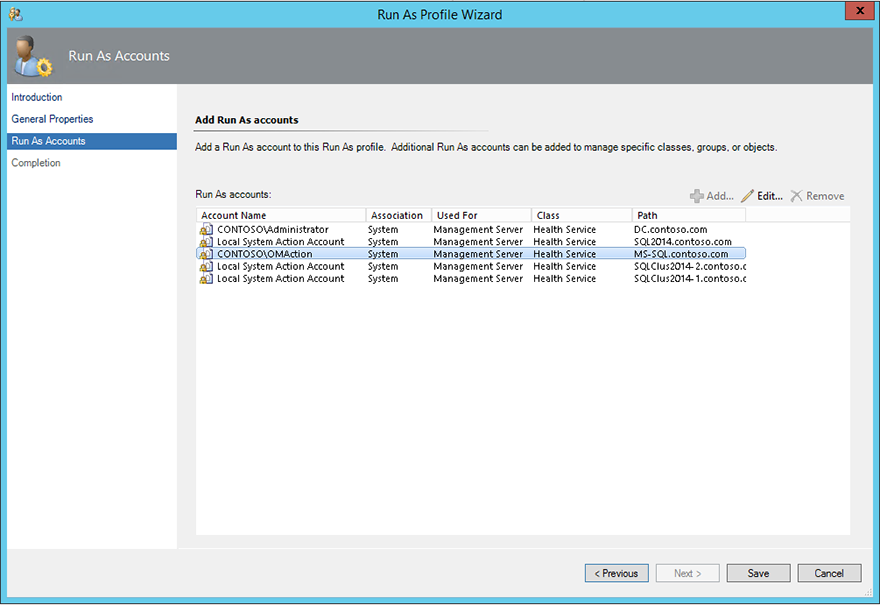 Run As Profile Wizard
x
Run As Accounts
Introduction
General Properties
Run As Accounts
Completion
Add Run As accounts
Add a Run As account to this Run As profile. Additional Run As accounts can be added to manage specific classes, groups, or objects.
Run As accounts:
Add... Edit... Remove
Account Name Association Used For Class Path
CONTOSO\Administrator System Management Server Health Service DC.contoso.com
Local System Action Account System Management Server Health Service SQL2014.contoso.com
CONTOSO\OMAction System Management Server Health Service MS-SQL.contoso.com
Local System Action Account System Management Server Health Service SQLClus2014-2.contoso.c
Local System Action Account System Management Server Health Service SQLClus2014-1.contoso.c
< Previous Next > Save Cancel